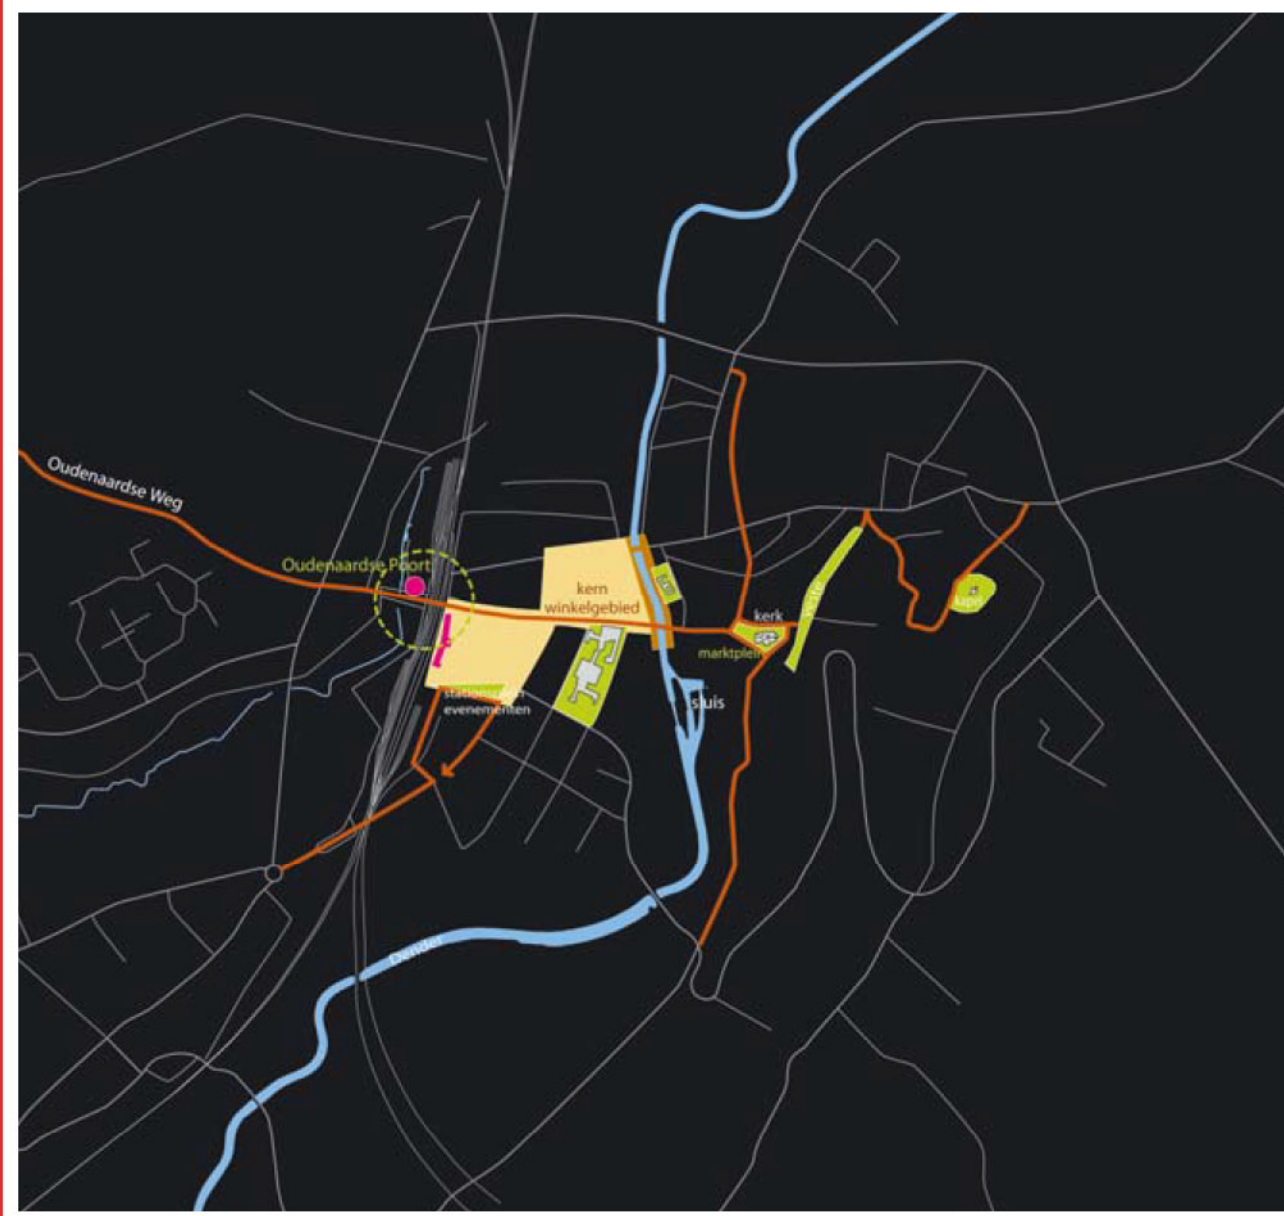 Oudenaardse Weg
Oudenaardse Poort
kern
winkelgebied
kerk
marktplein
evenementen
sluis
Dender